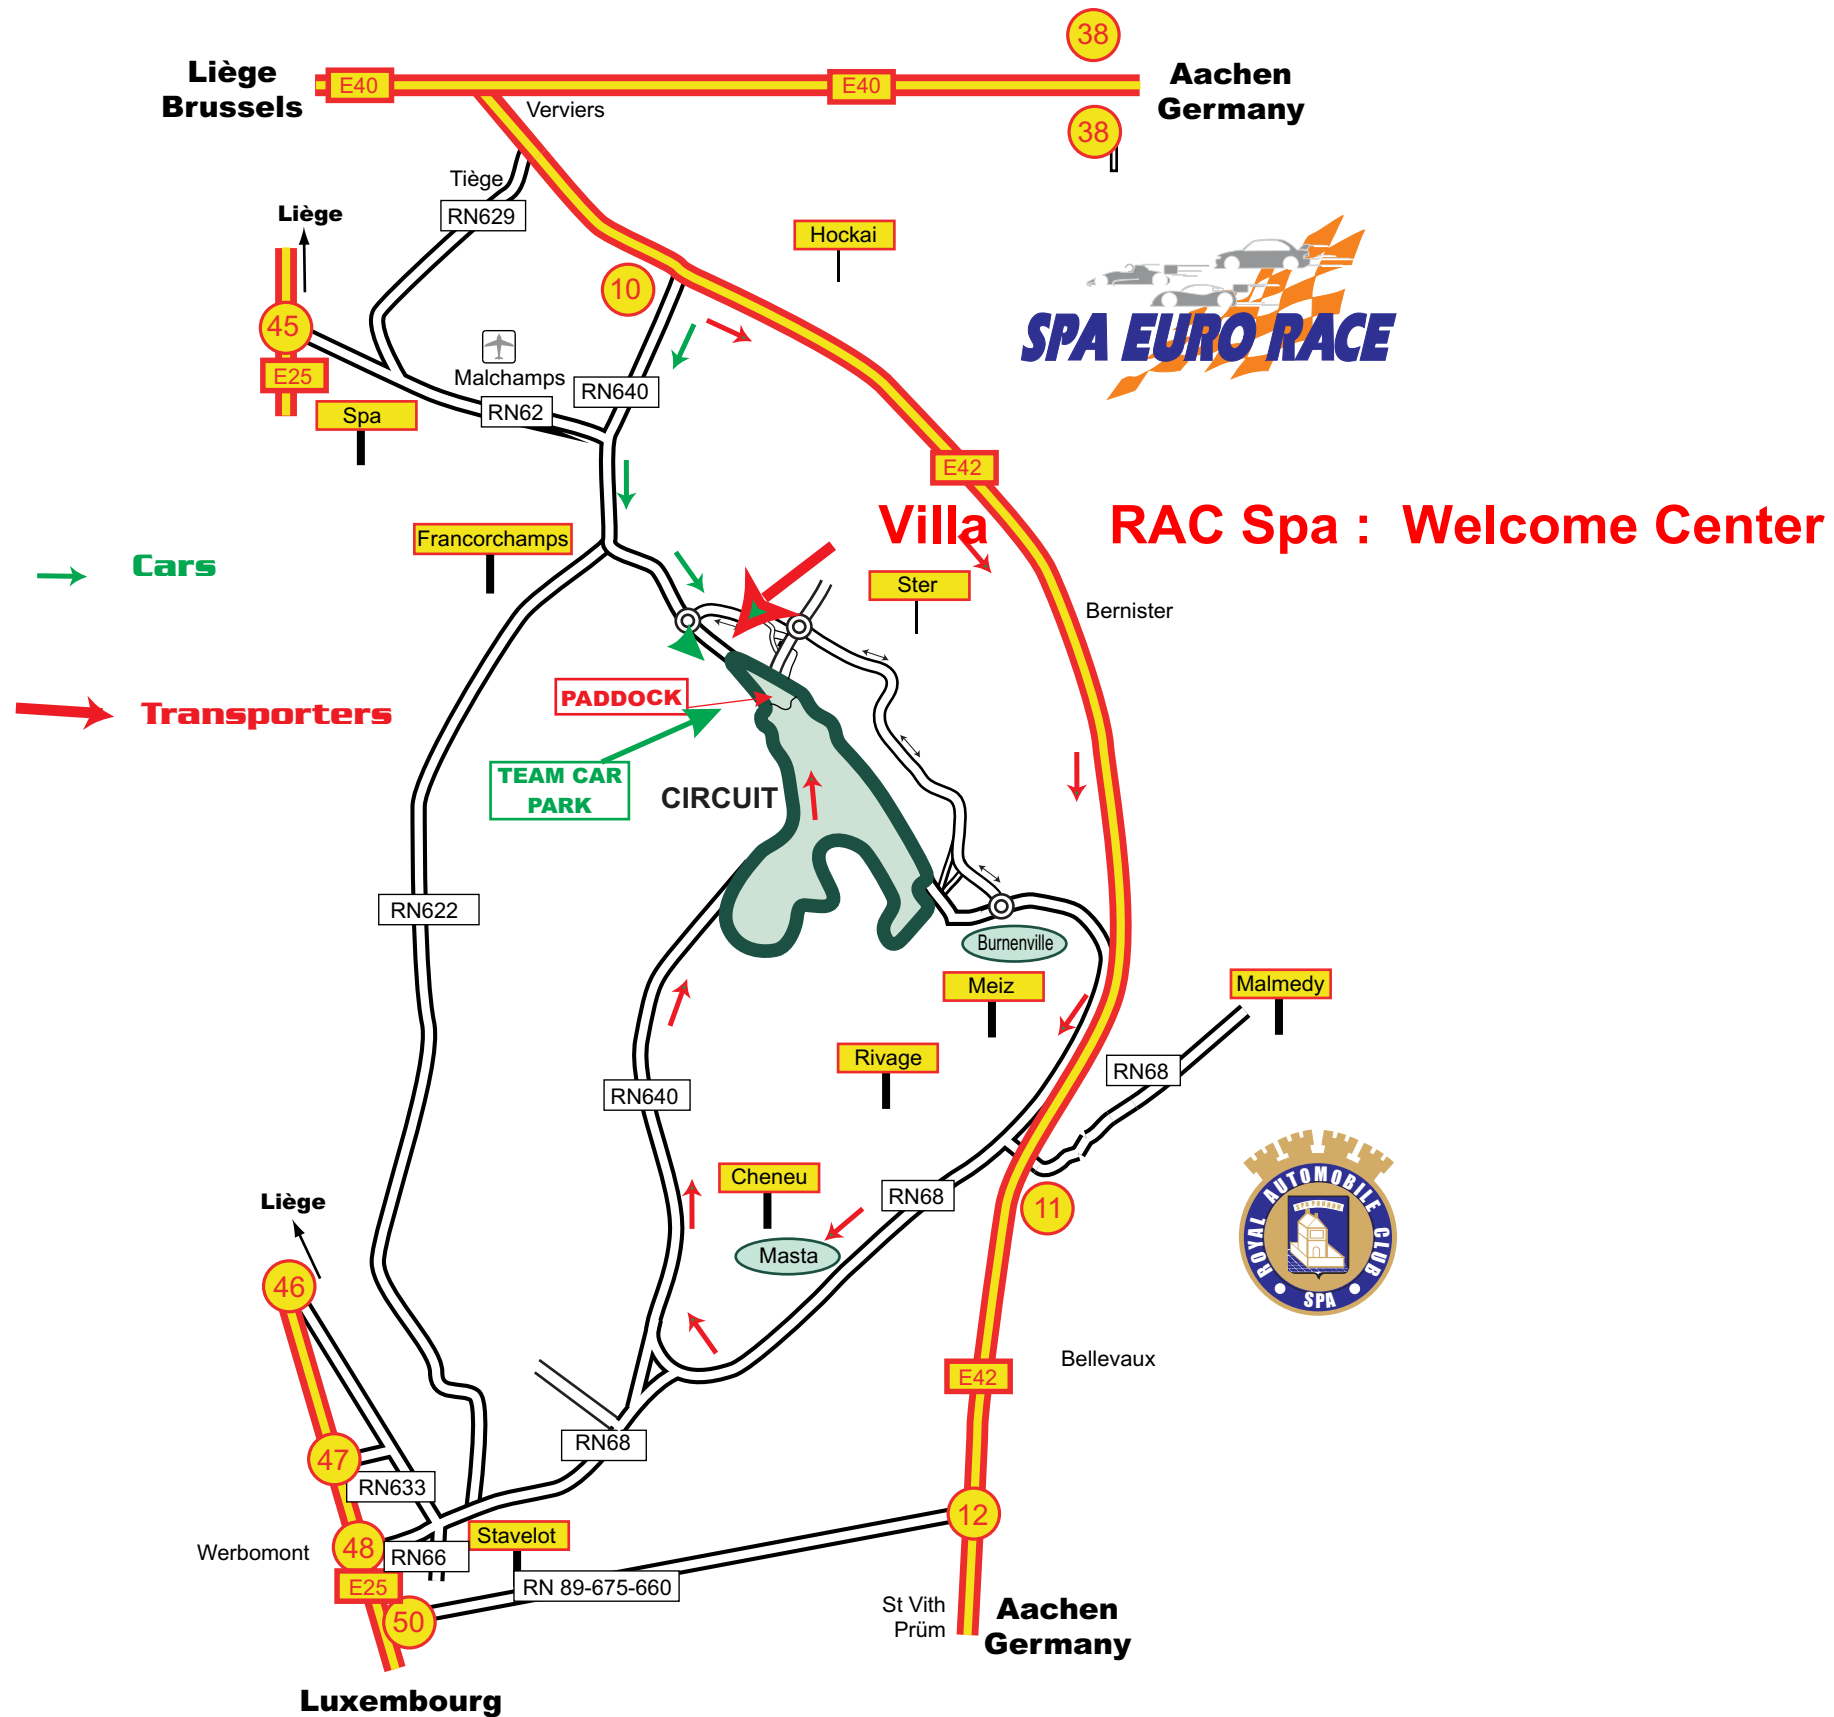 38
Liège
Brussels
E40
E40
Aachen
Germany
Verviers
38
Tiège
RN629
Liège
Hockai
10
45
E25
Malchamps
RN640
SPA EURO RACE
Spa
RN62
E42
Villa RAC Spa : Welcome Center
Francorchamps
Cars
Ster
Bernister
PADDOCK
Transporters
TEAM CAR
PARK
CIRCUIT
RN622
Burnenville
Meiz
Malmedy
Rivage
RN68
RN640
Cheneu
RN68
11
Liège
Masta
ROYAL AUTOMOBILE CLUB
SPA
46
Bellevaux
E42
RN68
47
RN633
12
Stavelot
Werbomont
48
RN66
E25
RN 89-675-660
50
St Vith
Prüm
Aachen
Germany
Luxembourg